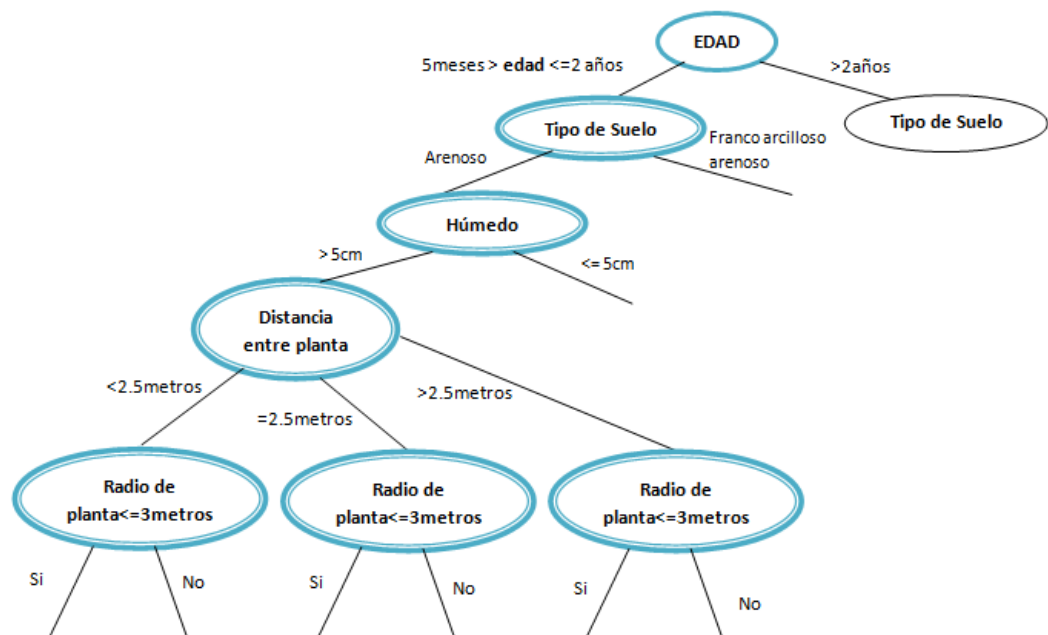 EDAD
5meses > edad <=2 años
>2años
Tipo de Suelo
Tipo de Suelo
Arenoso
Franco arcilloso
arenoso
Húmedo
> 5cm
<= 5cm
Distancia
entre planta
<2.5metros
=2.5metros
>2.5metros
Radio de
planta<=3metros
Radio de
planta<=3metros
Radio de
planta<=3metros
Si
No
Si
No
Si
No